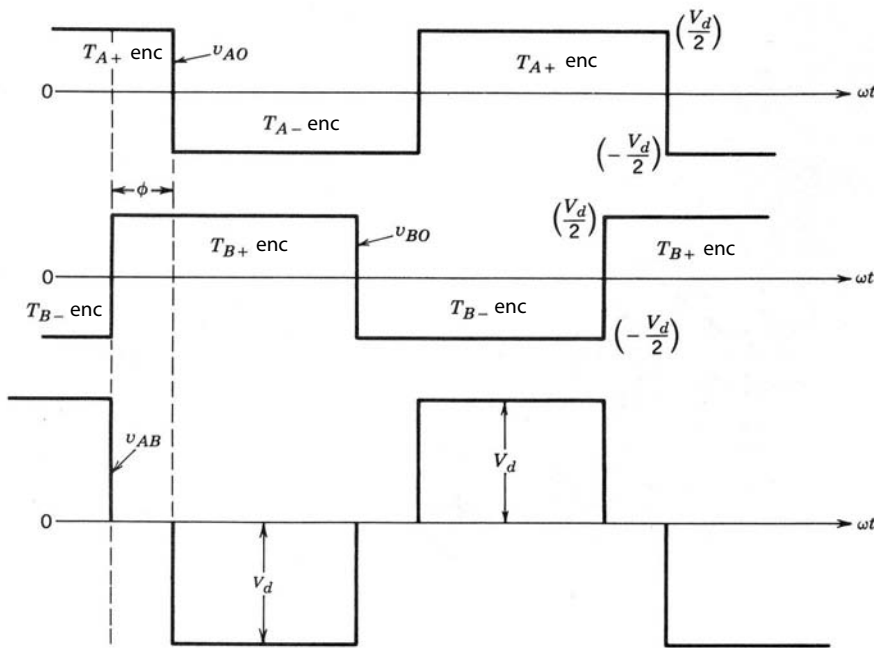 T_{A+} enc
v_{AO}
T_{A+} enc
(V_d/2)
0
ωt
T_{A-} enc
(-V_d/2)
ϕ
(V_d/2)
T_{B+} enc
v_{BO}
T_{B+} enc
0
ωt
T_{B-} enc
T_{B-} enc
(-V_d/2)
v_{AB}
V_d
0
ωt
V_d